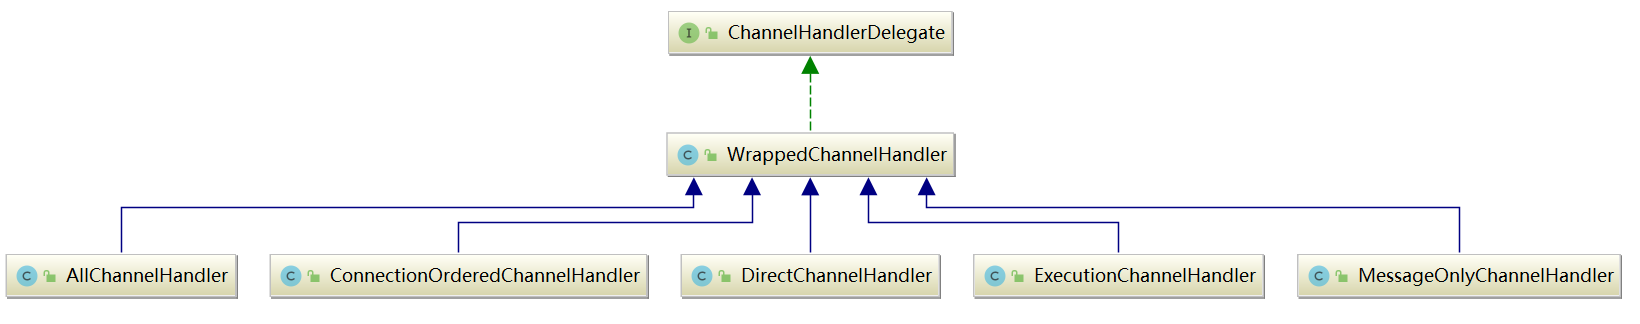 I ChannelHandlerDelegate
C WrappedChannelHandler
C AllChannelHandler
C ConnectionOrderedChannelHandler
C DirectChannelHandler
C ExecutionChannelHandler
C MessageOnlyChannelHandler